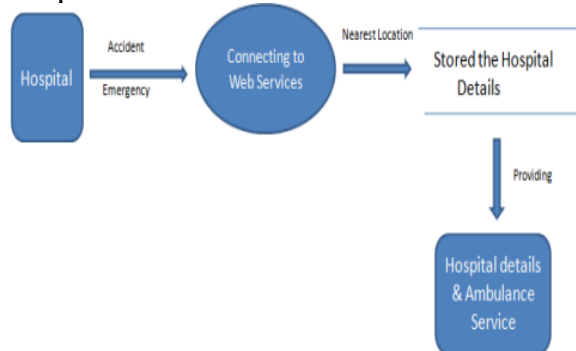 Hospital
Accident
Emergency
Connecting to
Web Services
Nearest Location
Stored the Hospital
Details
Providing
Hospital details
& Ambulance
Service